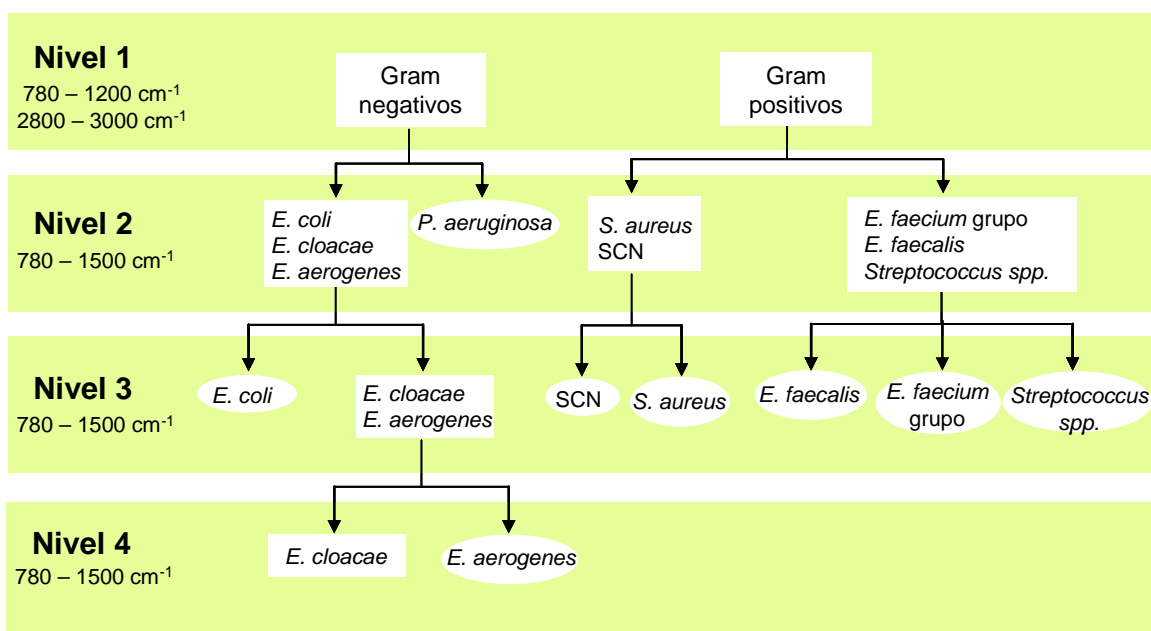 Nivel 1
780 – 1200 cm-1
2800 – 3000 cm-1
Gram
negativos
Gram
positivos
Nivel 2
780 – 1500 cm-1
E. coli
E. cloacae
E. aerogenes
P. aeruginosa
S. aureus
SCN
E. faecium grupo
E. faecalis
Streptococcus spp.
Nivel 3
780 – 1500 cm-1
E. coli
E. cloacae
E. aerogenes
SCN
S. aureus
E. faecalis
E. faecium
grupo
Streptococcus
spp.
Nivel 4
780 – 1500 cm-1
E. cloacae
E. aerogenes